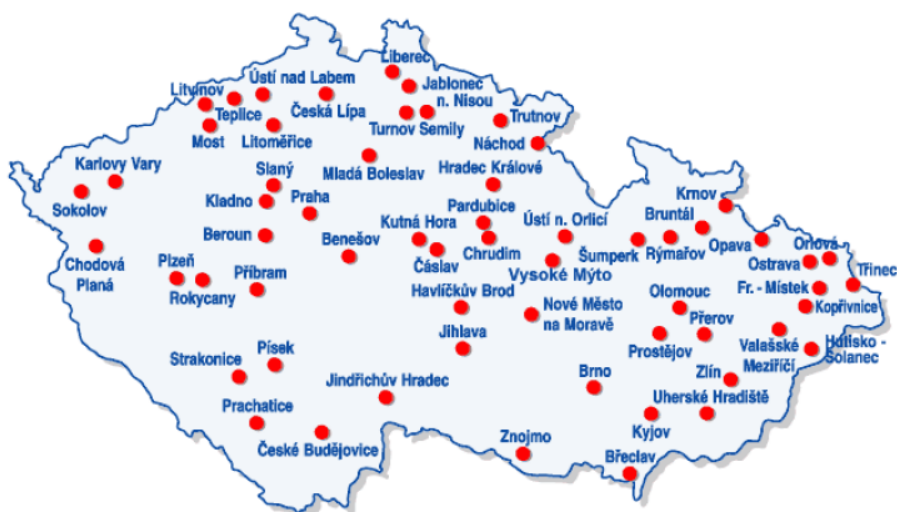 Liberec
Jablonec
n. Nisou
Litvínov
Ústí nad Labem
Teplice
Česká Lípa
Turnov Semily
Trutnov
Most
Litoměřice
Náchod
Karlovy Vary
Slaný
Mladá Boleslav
Hradec Králové
Sokolov
Kladno
Praha
Pardubice
Krnov
Kutná Hora
Ústí n. Orlicí
Bruntál
Beroun
Benešov
Chrudim
Šumperk
Rýmařov
Opava
Orlová
Chodová
Planá
Plzeň
Rokycany
Příbram
Čáslav
Vysoké Mýto
Ostrava
Třinec
Havlíčkův Brod
Olomouc
Fr. - Místek
Kopřivnice
Nové Město
na Moravě
Přerov
Jihlava
Prostějov
Valašské
Meziříčí
Hutisko -
Solanec
Strakonice
Písek
Jindřichův Hradec
Brno
Zlín
Prachatice
Uherské Hradiště
České Budějovice
Znojmo
Kyjov
Břeclav